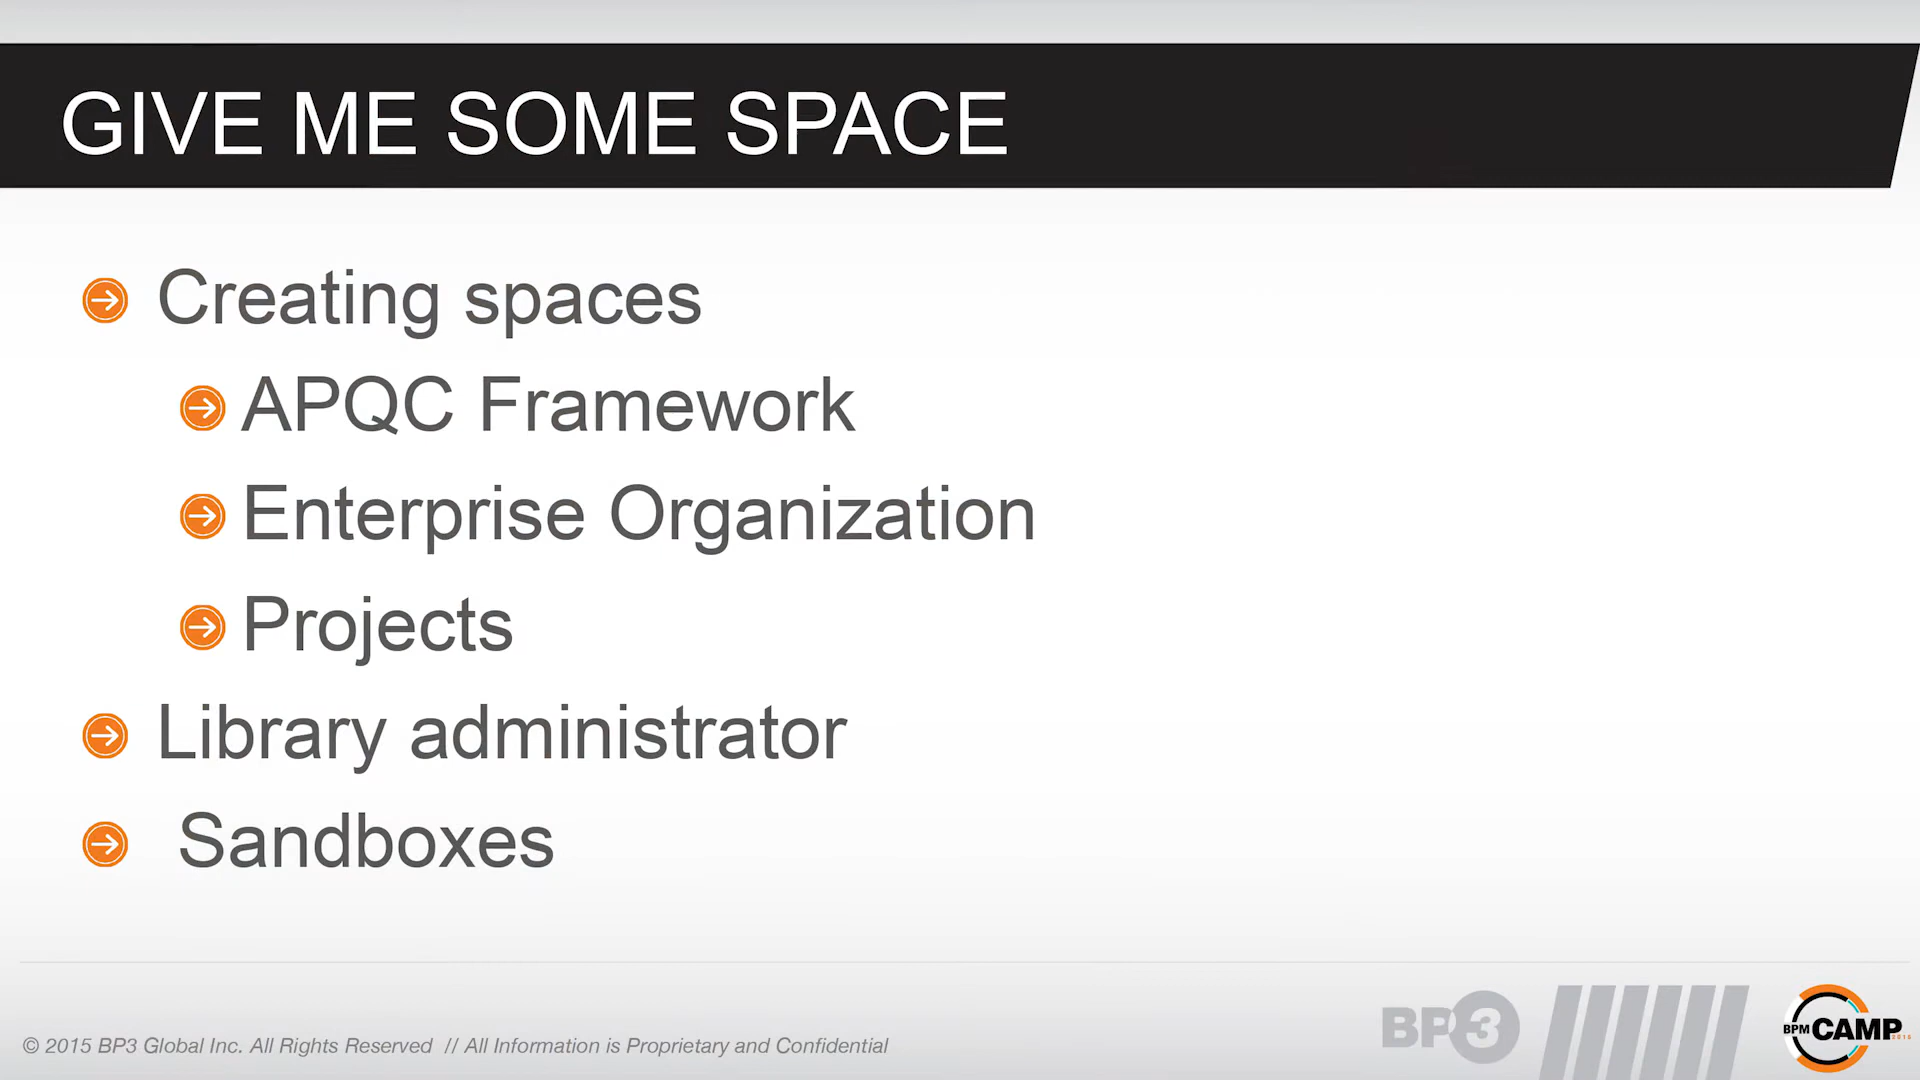 GIVE ME SOME SPACE
Creating spaces
APQC Framework
Enterprise Organization
Projects
Library administrator
Sandboxes
© 2015 BP3 Global Inc. All Rights Reserved // All Information is Proprietary and Confidential
BP3
BPM CAMP